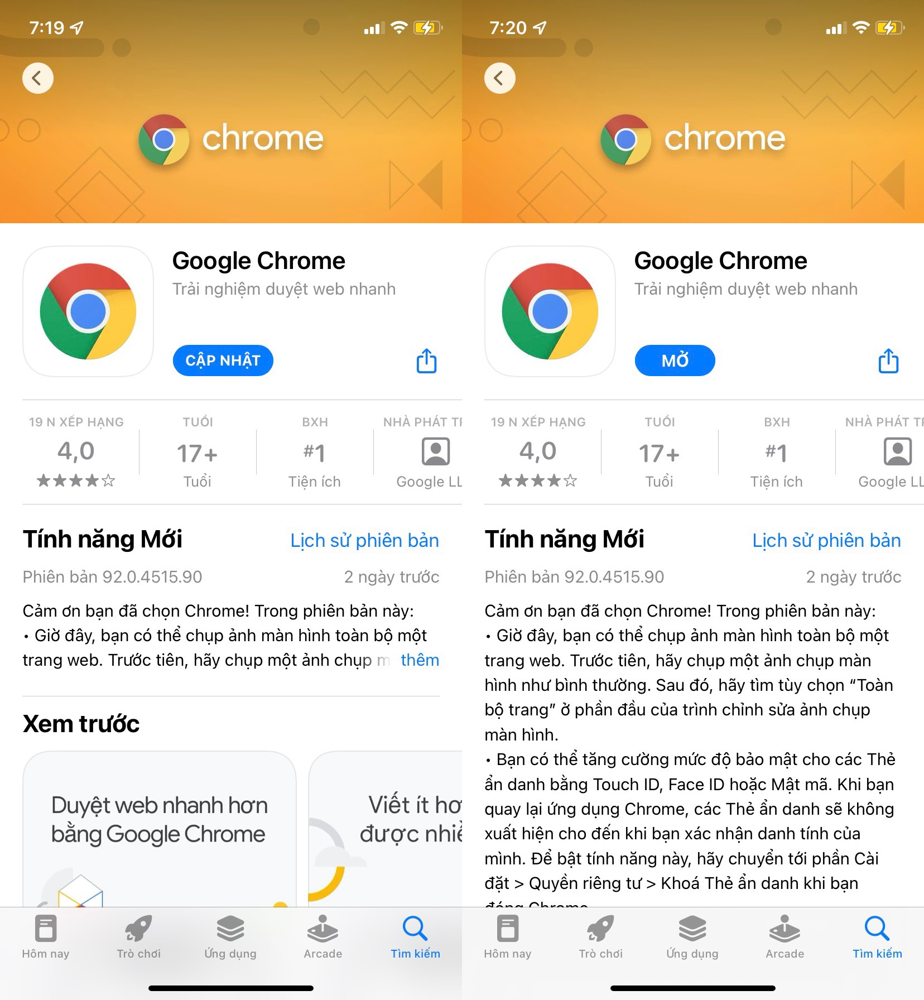 7:19
chrome
Google Chrome
Trải nghiệm duyệt web nhanh
CẬP NHẬT
19 N XẾP HẠNG
TUỔI
BXH
NHÀ PHÁT
4,0
17+
#1
Tuổi
Tiện ích
Google
Tính năng Mới
Lịch sử phiên bản
Phiên bản 92.0.4515.90
2 ngày trước
Cảm ơn bạn đã chọn Chrome! Trong phiên bản này:
• Giờ đây, bạn có thể chụp ảnh màn hình toàn bộ một
trang web. Trước tiên, hãy chụp một ảnh chụp thêm
Xem trước
Duyệt web nhanh hơn
bằng Google Chrome
Viết ít
được
Hôm nay
Trò chơi
Ứng dụng
Arcade
Tìm kiếm
7:20
chrome
Google Chrome
Trải nghiệm duyệt web nhanh
MỞ
19 N XẾP HẠNG
TUỔI
BXH
NHÀ PHÁT
4,0
17+
#1
Tuổi
Tiện ích
Google
Tính năng Mới
Lịch sử phiên bản
Phiên bản 92.0.4515.90
2 ngày trước
Cảm ơn bạn đã chọn Chrome! Trong phiên bản này:
• Giờ đây, bạn có thể chụp ảnh màn hình toàn bộ một
trang web. Trước tiên, hãy chụp một ảnh chụp màn
hình như bình thường. Sau đó, hãy tìm tùy chọn “Toàn
bộ trang” ở phần đầu của trình chỉnh sửa ảnh chụp
màn hình.
• Bạn có thể tăng cường mức độ bảo mật cho các Thẻ
ẩn danh bằng Touch ID, Face ID hoặc Mật mã. Khi bạn
quay lại ứng dụng Chrome, các Thẻ ẩn danh sẽ không
xuất hiện cho đến khi bạn xác nhận danh tính của
mình. Để bật tính năng này, hãy chuyển tới phần Cài
đặt > Quyền riêng tư > Khoá Thẻ ẩn danh khi bạn
đóng Chrome
Hôm nay
Trò chơi
Ứng dụng
Arcade
Tìm kiếm